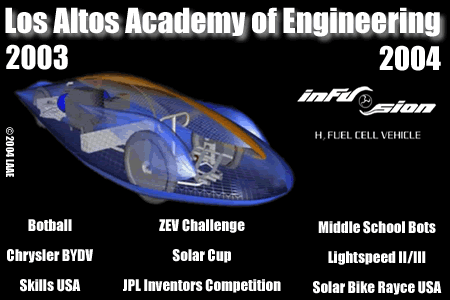 Los Altos Academy of Engineering
2003
2004
© 2004 LAAE
infusion
H₂ FUEL CELL VEHICLE
Botball
ZEV Challenge
Middle School Bots
Chrysler BYDV
Solar Cup
Lightspeed II/III
Skills USA
JPL Inventors Competition
Solar Bike Rayce USA